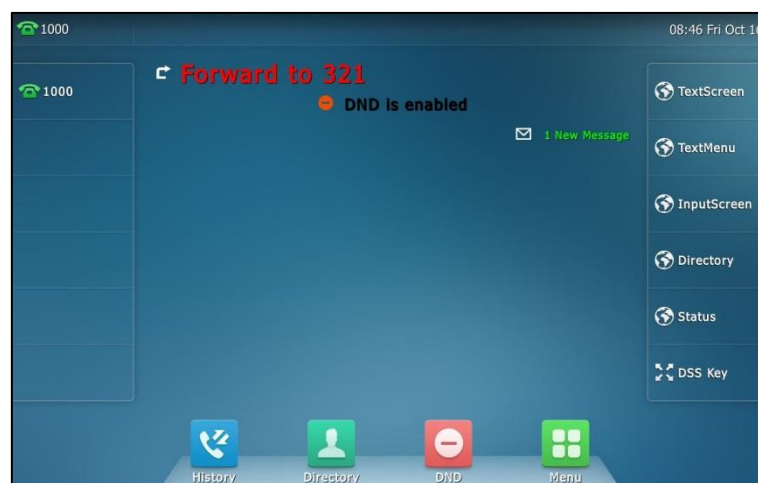 1000
08:46 Fri Oct 16
1000
Forward to 321
DND is enabled
1 New Message
TextScreen
TextMenu
InputScreen
Directory
Status
DSS Key
History
Directory
DND
Menu